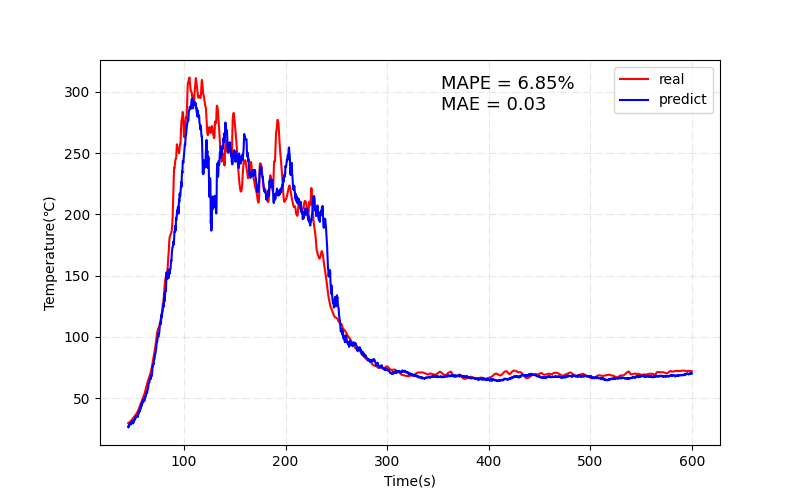 MAPE = 6.85%
MAE = 0.03
real
predict
300
250
200
150
100
50
Temperature(℃)
100 200 300 400 500 600
Time(s)